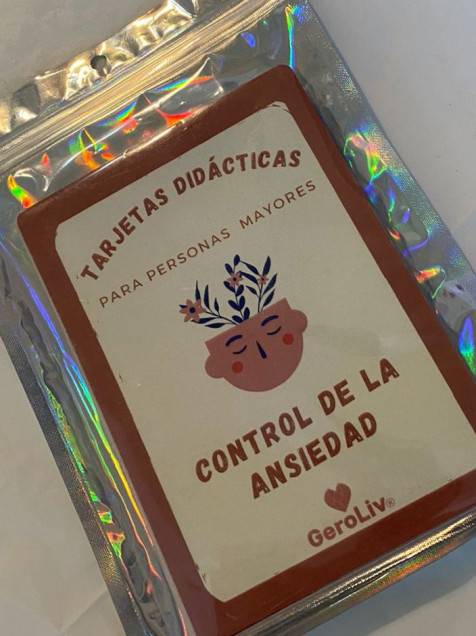 TARJETAS DIDÁCTICAS
PARA PERSONAS MAYORES
CONTROL DE LA
ANSIEDAD
GeroLiv®